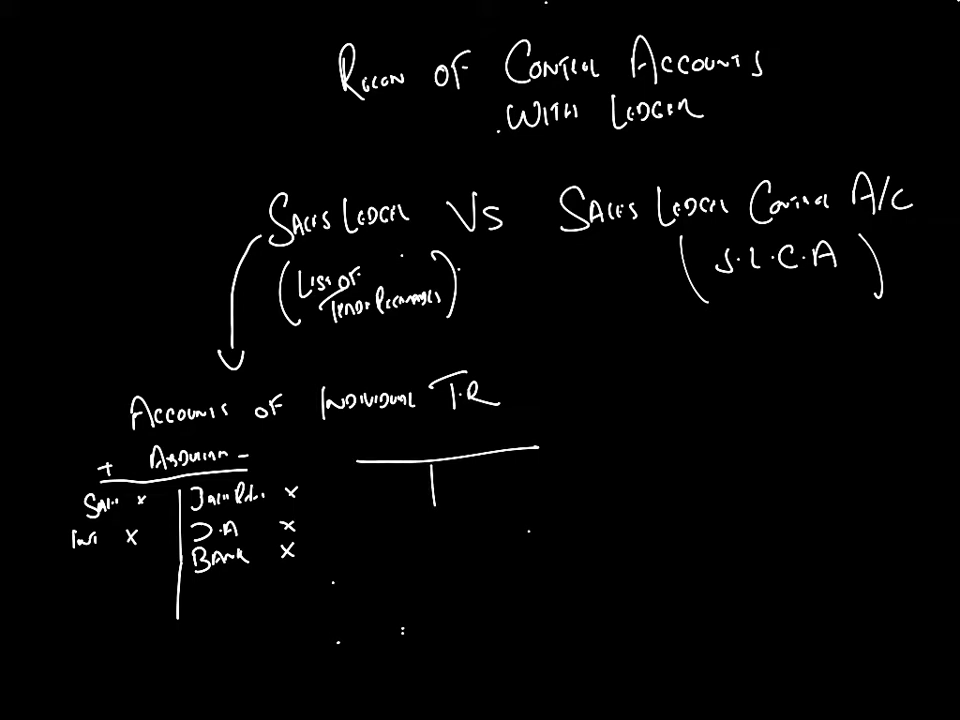 RECON OF CONTROL ACCOUNTS
WITH LEDGER
SALES LEDGER VS SALES LEDGER CONTROL A/C
(LIST OF
TRADE RECEIVABLES)
(S.L.C.A)
ACCOUNTS OF INDIVIDUAL T.R
+ -
SALES x
x
D.A x
BANK x